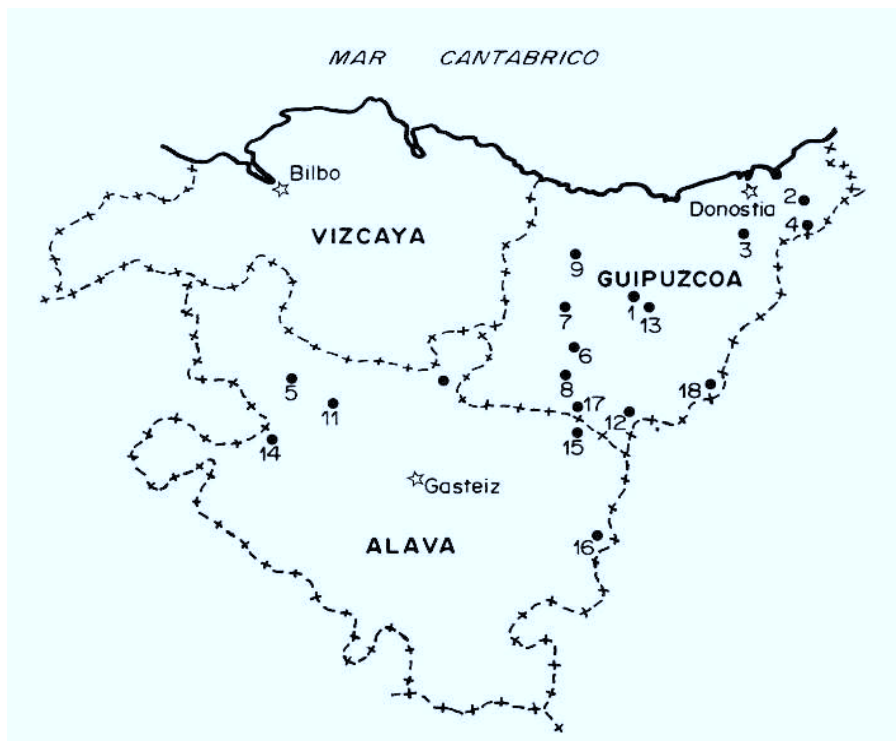 MAR CANTABRICO
Bilbo
Donostia
2
4
3
VIZCAYA
9
GUIPUZCOA
1
13
7
6
5
8
18
11
17
12
14
15
Gasteiz
ALAVA
16